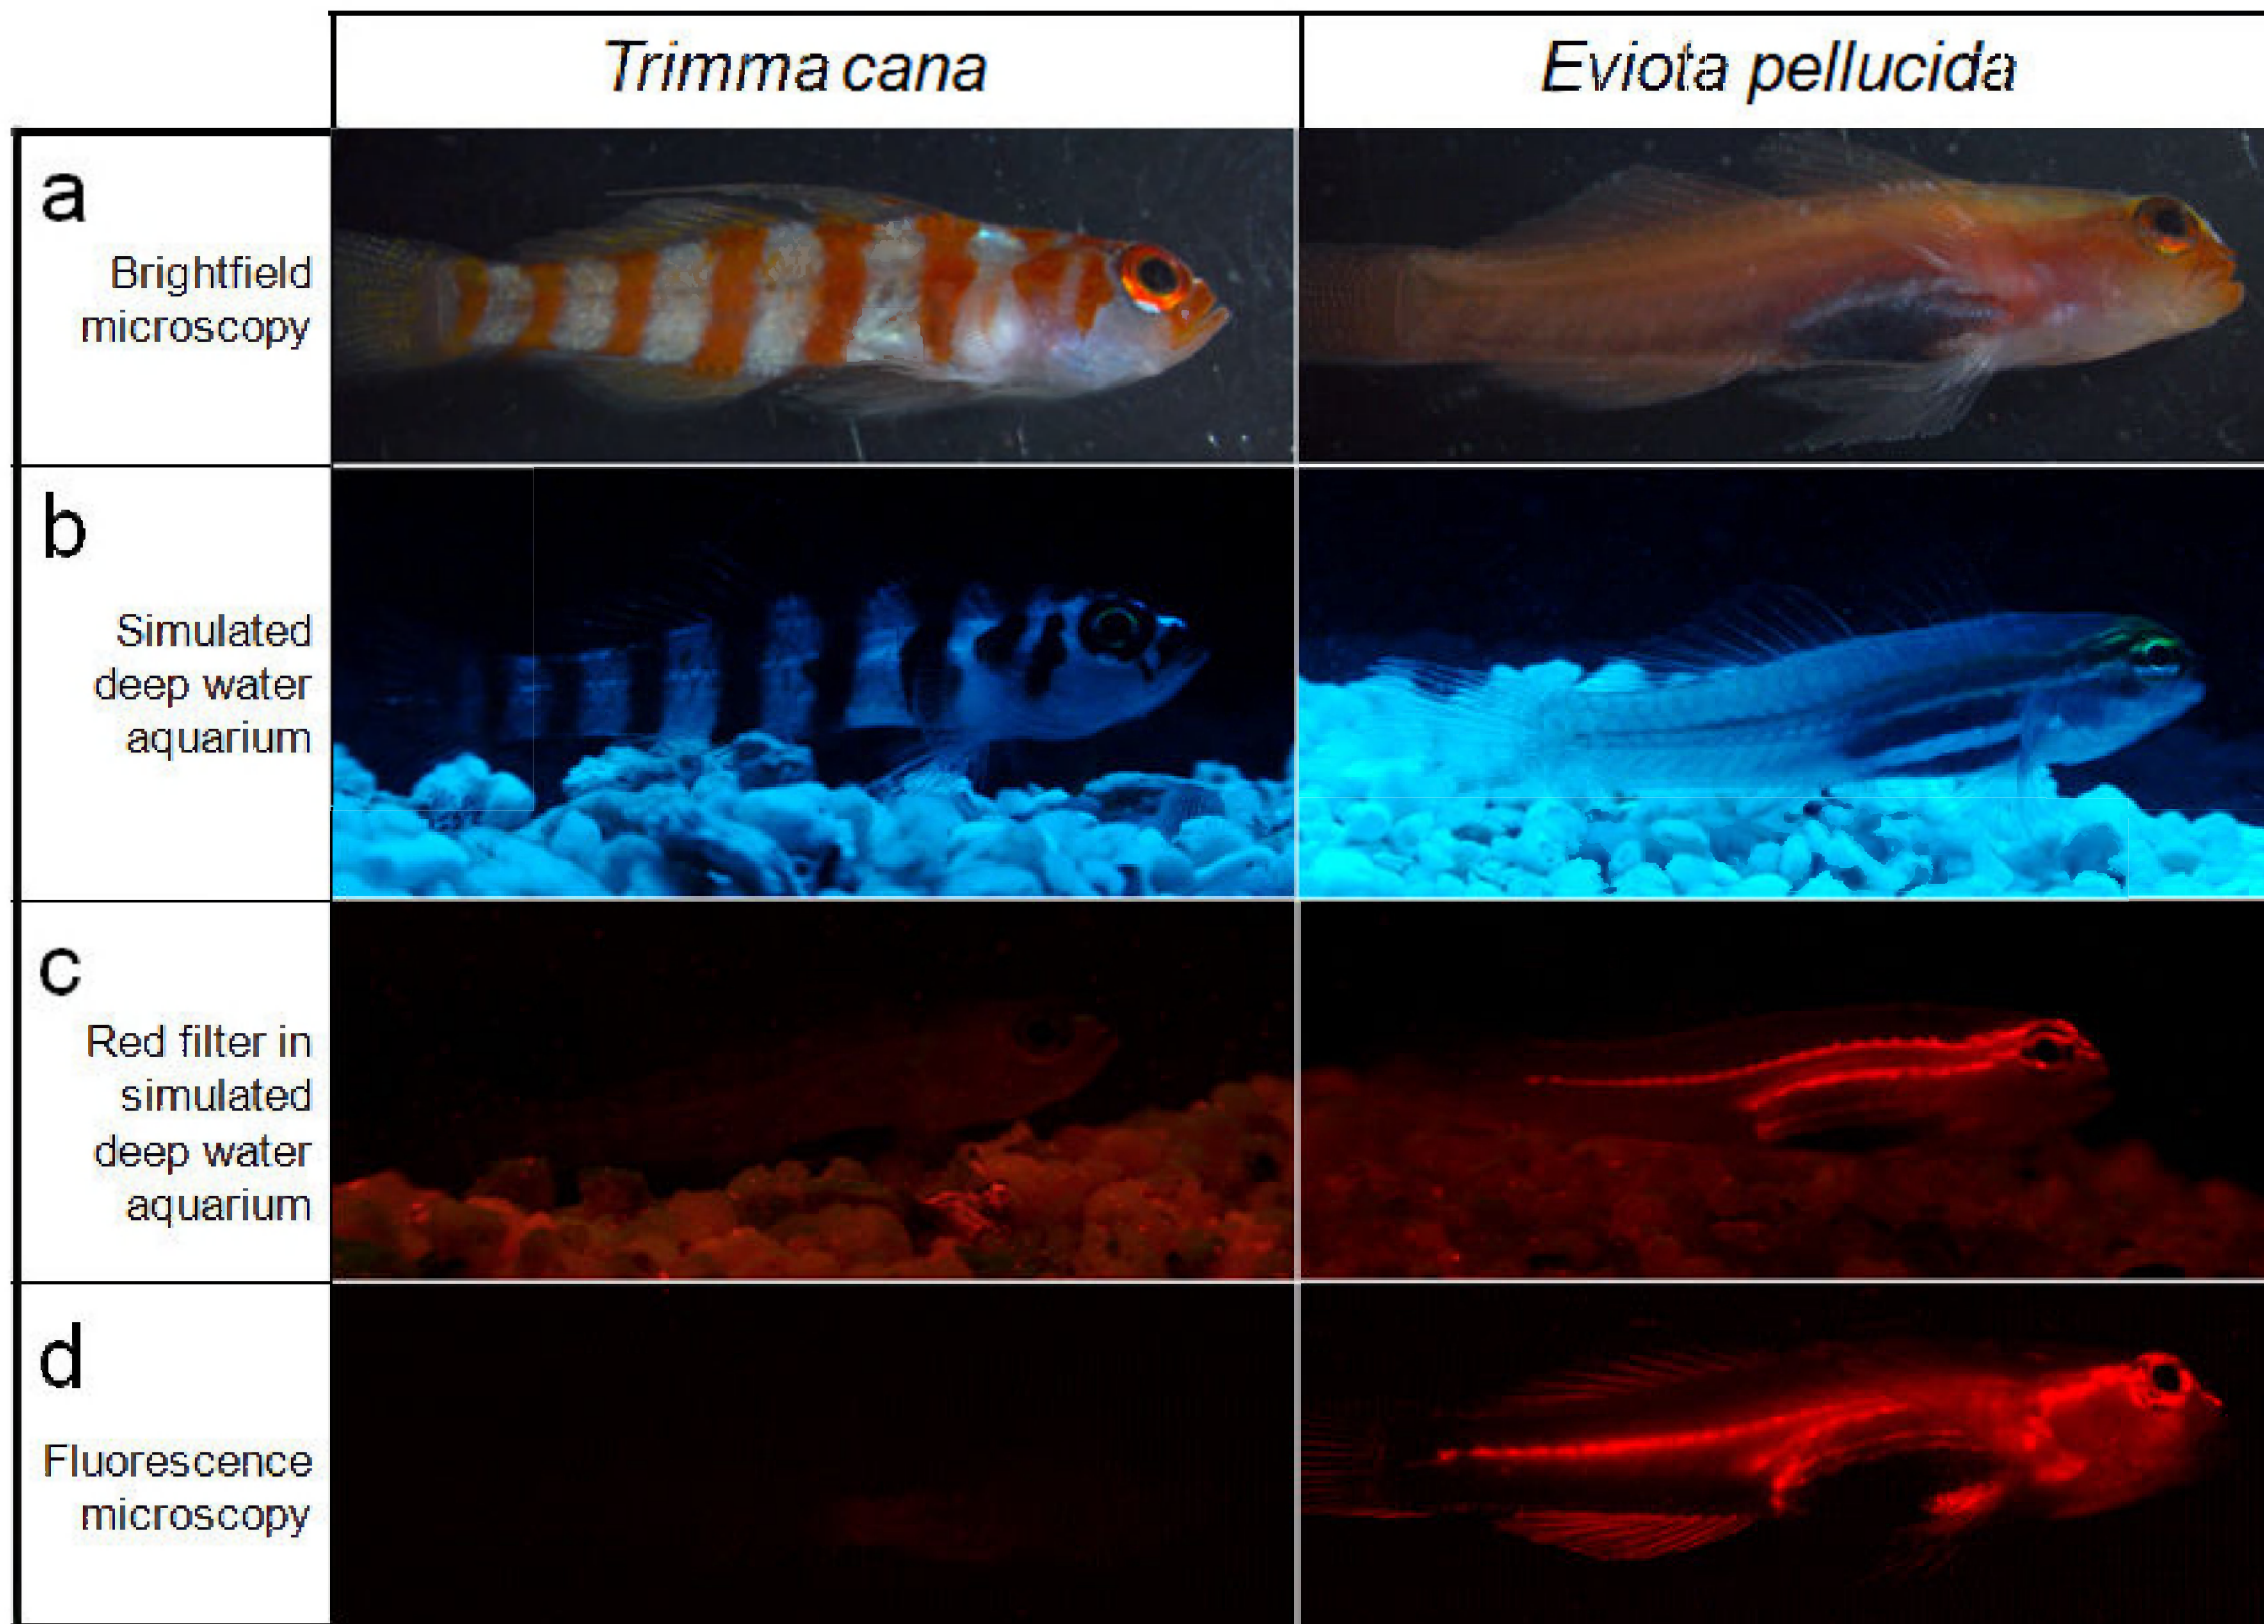 Trimma cana
Eviota pellucida
a
Brightfield
microscopy
b
Simulated
deep water
aquarium
c
Red filter in
simulated
deep water
aquarium
d
Fluorescence
microscopy